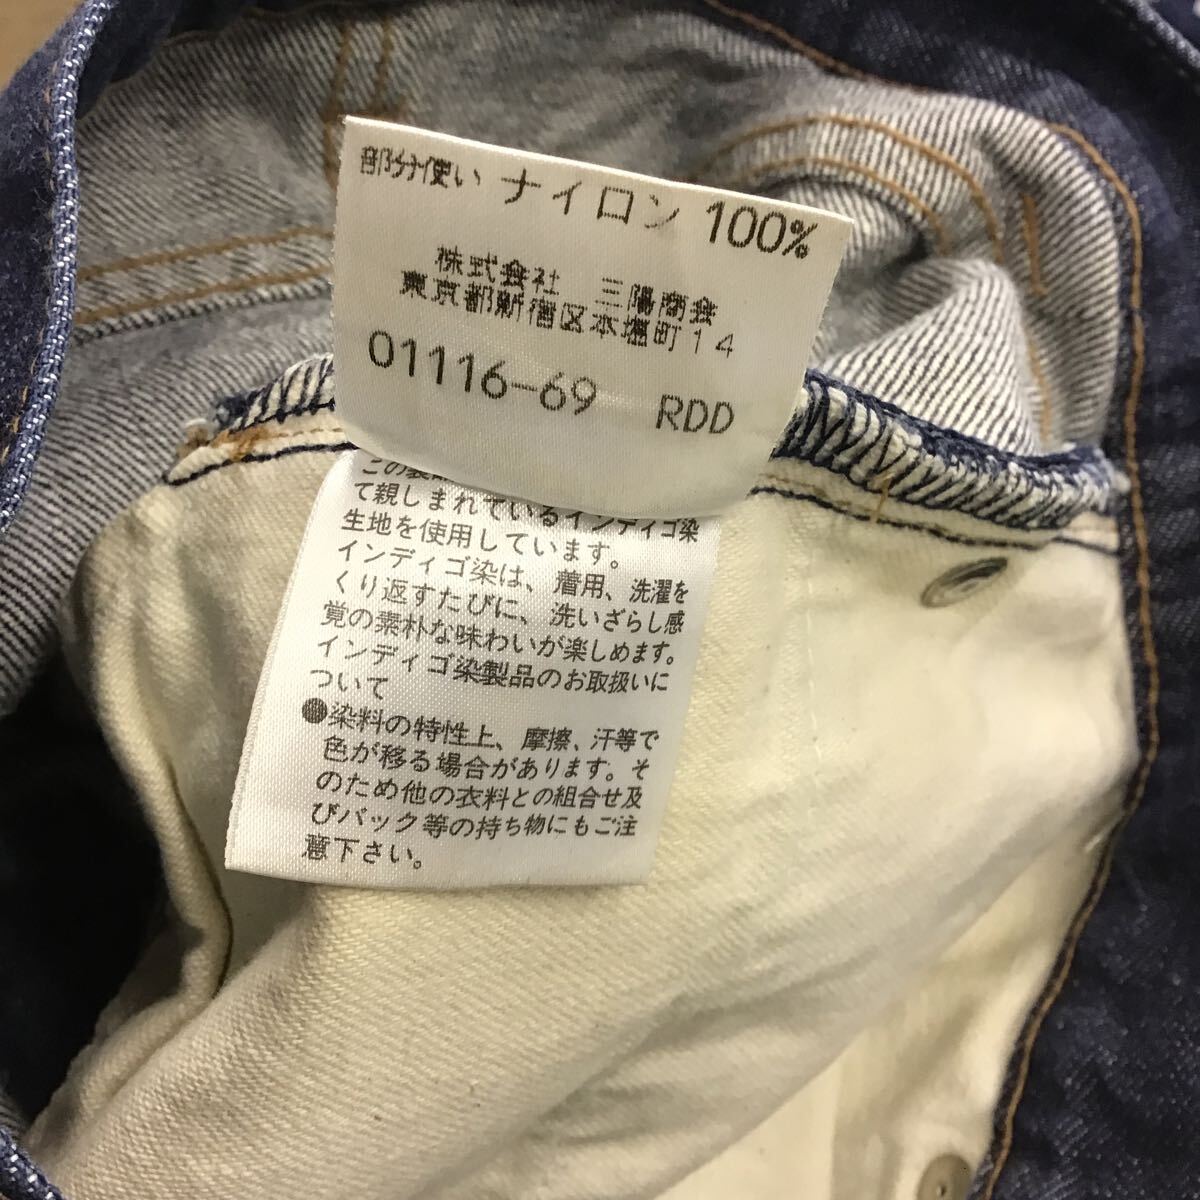 部分使い ナイロン 100%
株式会社 三陽商会
東京都新宿区本塩町14
01116-69 RDD
この製
て親しまれているインディゴ染
生地を使用しています。
インディゴ染は、着用、洗濯を
くり返すたびに、洗いざらし感
覚の素朴な味わいが楽しめます。
インディゴ染製品のお取扱いに
ついて
●染料の特性上、摩擦、汗等で
色が移る場合があります。そ
のため他の衣料との組合せ及
びバック等の持ち物にもご注
意下さい。